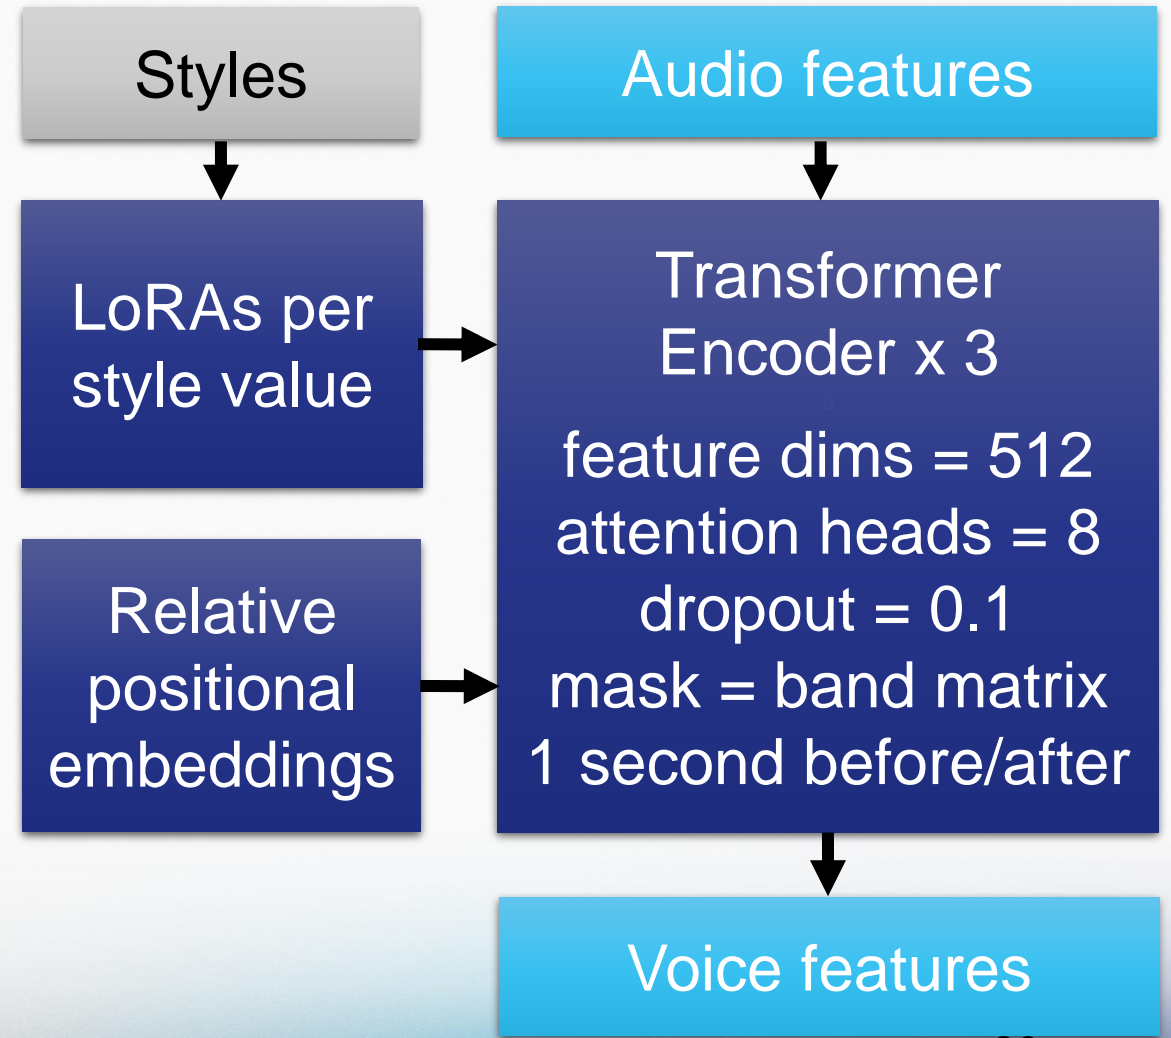 Styles
Audio features
LoRAs per
style value
Transformer
Encoder x 3
a
feature dims = 512
attention heads = 8
dropout = 0.1
mask = band matrix
1 second before/after
Relative
positional
embeddings
Voice features